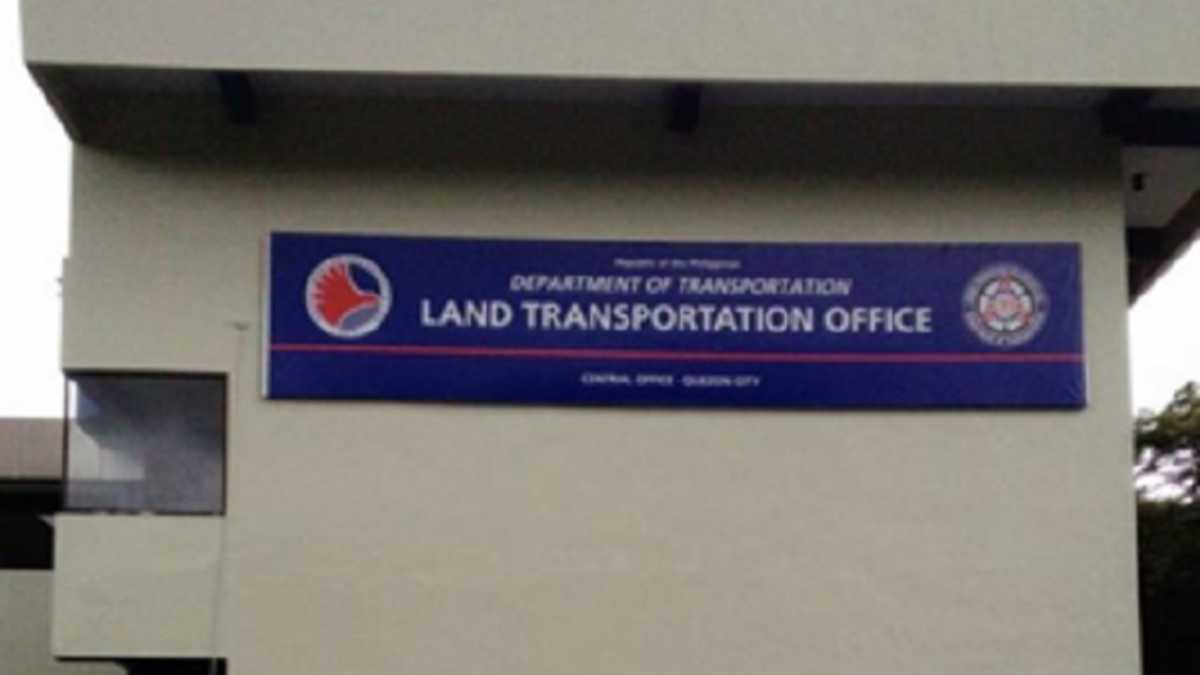 Republic of the Philippines
DEPARTMENT OF TRANSPORTATION
LAND TRANSPORTATION OFFICE
CENTRAL OFFICE - QUEZON CITY